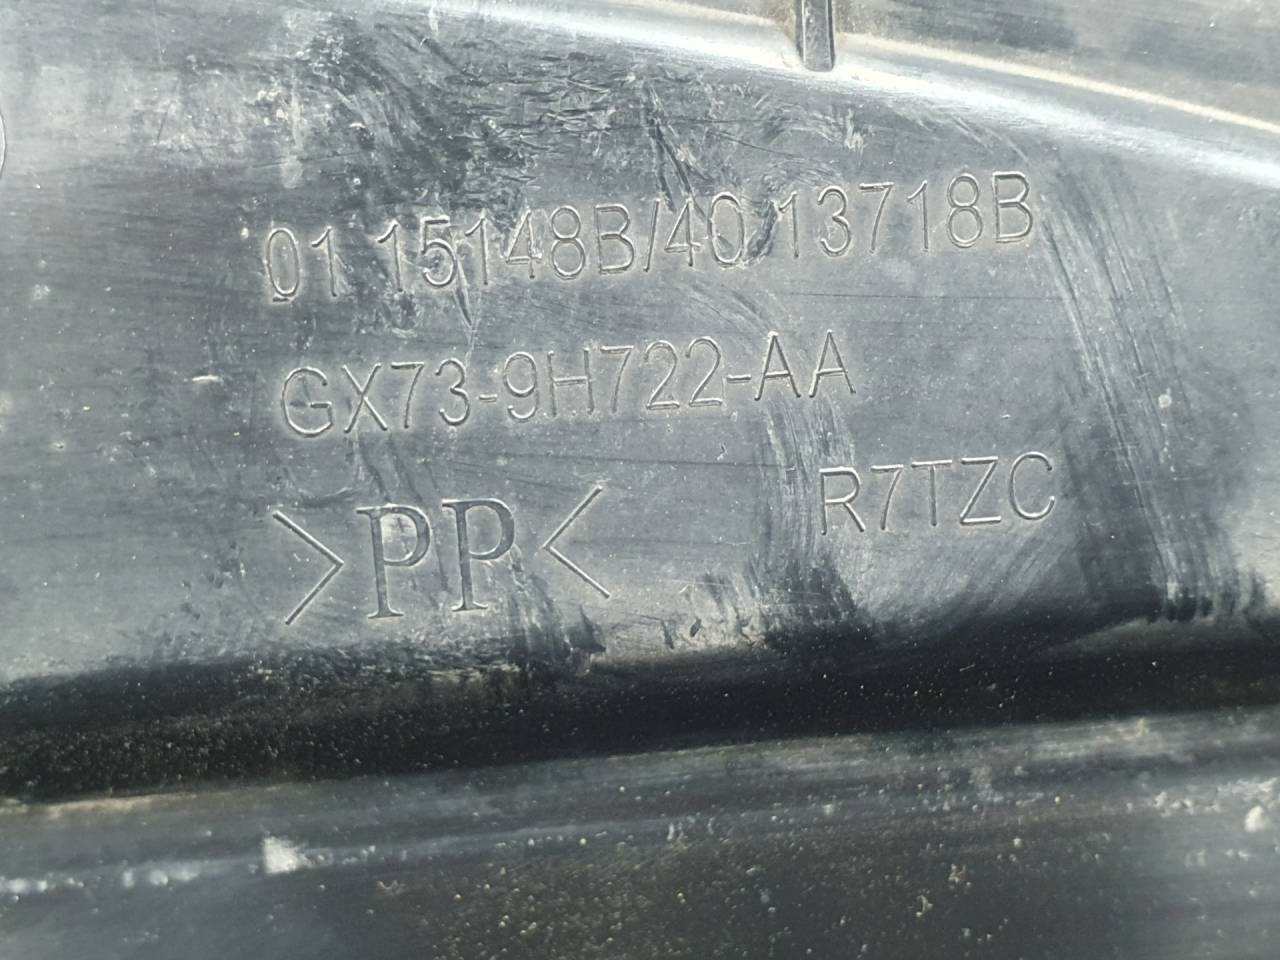 01 15148B/40 13718B
GX73-9H722-AA
>PP<
R7TZC